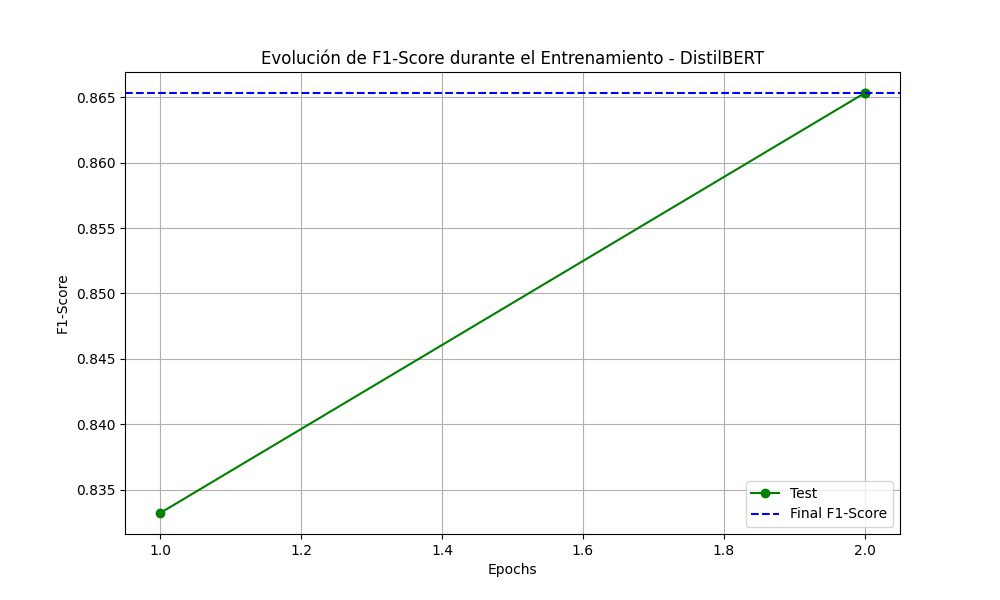 Evolución de F1-Score durante el Entrenamiento - DistilBERT
F1-Score
0.865
0.860
0.855
0.850
0.845
0.840
0.835
Test
Final F1-Score
1.0 1.2 1.4 1.6 1.8 2.0
Epochs